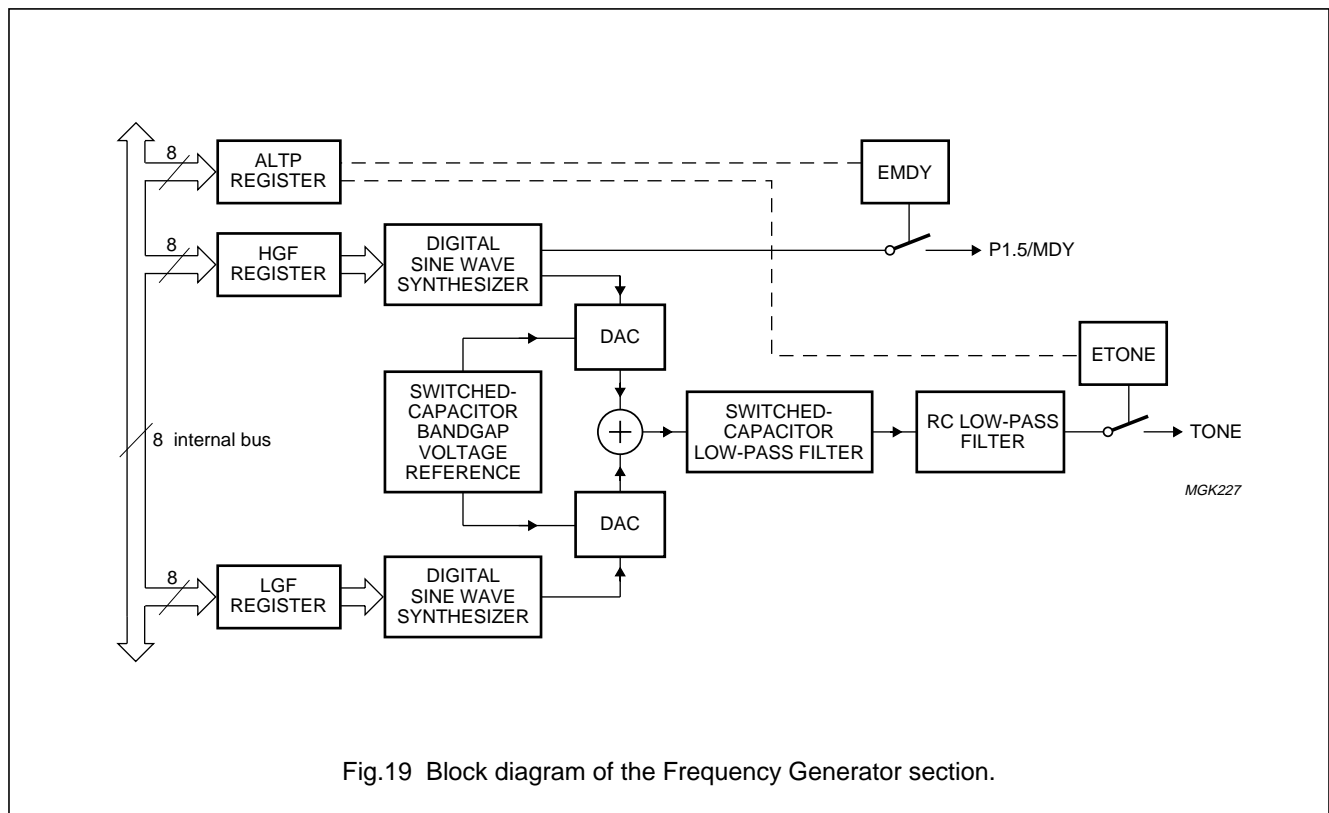 8
ALTP
REGISTER
EMDY
8
HGF
REGISTER
DIGITAL
SINE WAVE
SYNTHESIZER
P1.5/MDY
DAC
ETONE
SWITCHED-
CAPACITOR
BANDGAP
VOLTAGE
REFERENCE
+
SWITCHED-
CAPACITOR
LOW-PASS FILTER
RC LOW-PASS
FILTER
TONE
8 internal bus
MGK227
DAC
8
LGF
REGISTER
DIGITAL
SINE WAVE
SYNTHESIZER
Fig.19 Block diagram of the Frequency Generator section.